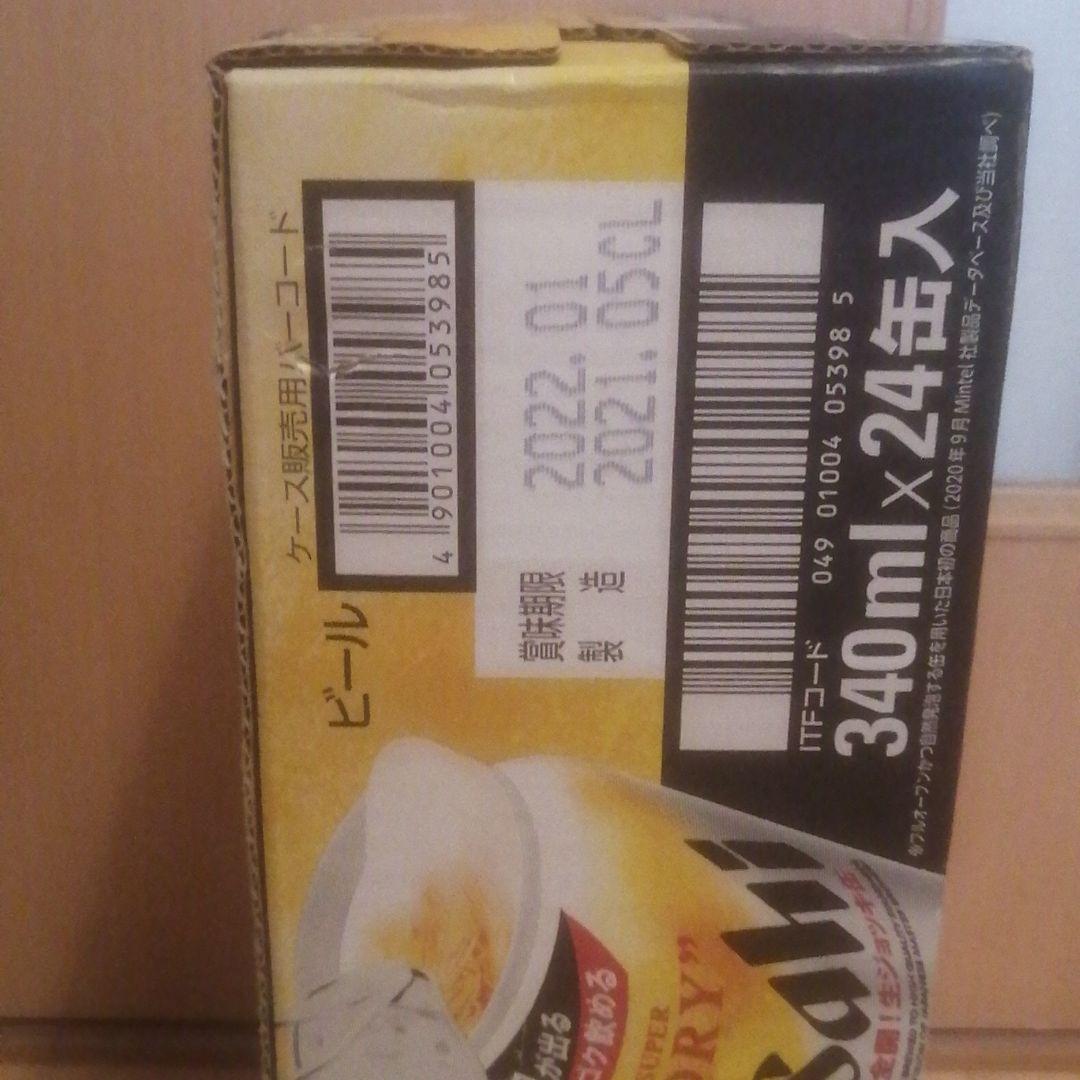 ケース販売用バーコード
4 901004 053985
ビール
賞味期限 2022.01
製造 2021.05CL
ITFコード 049 01004 05398 5
340ml×24缶入
※フルオープンかつ自然発泡する缶を用いた日本初の商品(2020年9月Mintel社製品データベース及び当社調べ)
が出る
ゴク飲める
SUPER
"DRY"
Asahi
全開!生ジョッキ缶